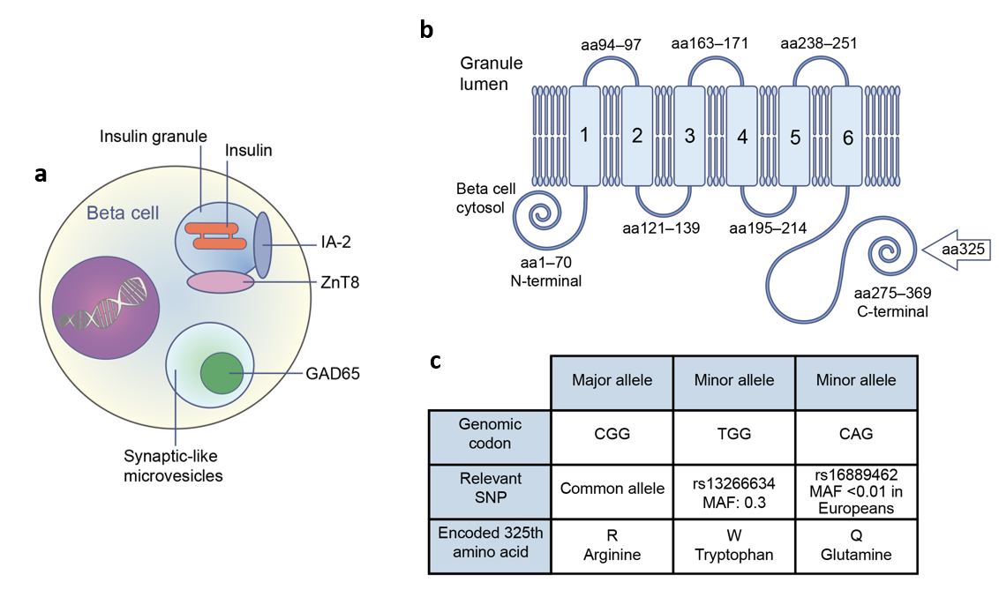 a
Insulin granule
Insulin
Beta cell
IA-2
ZnT8
GAD65
Synaptic-like
microvesicles
b
Granule
lumen
aa94–97
aa163–171
aa238–251
1
2
3
4
5
6
Beta cell
cytosol
aa121–139
aa195–214
aa1–70
N-terminal
aa325
aa275–369
C-terminal
c
Major allele
Minor allele
Minor allele
Genomic
codon
CGG
TGG
CAG
Relevant
SNP
Common allele
rs13266634
MAF: 0.3
rs16889462
MAF <0.01 in
Europeans
Encoded 325th
amino acid
R
Arginine
W
Tryptophan
Q
Glutamine